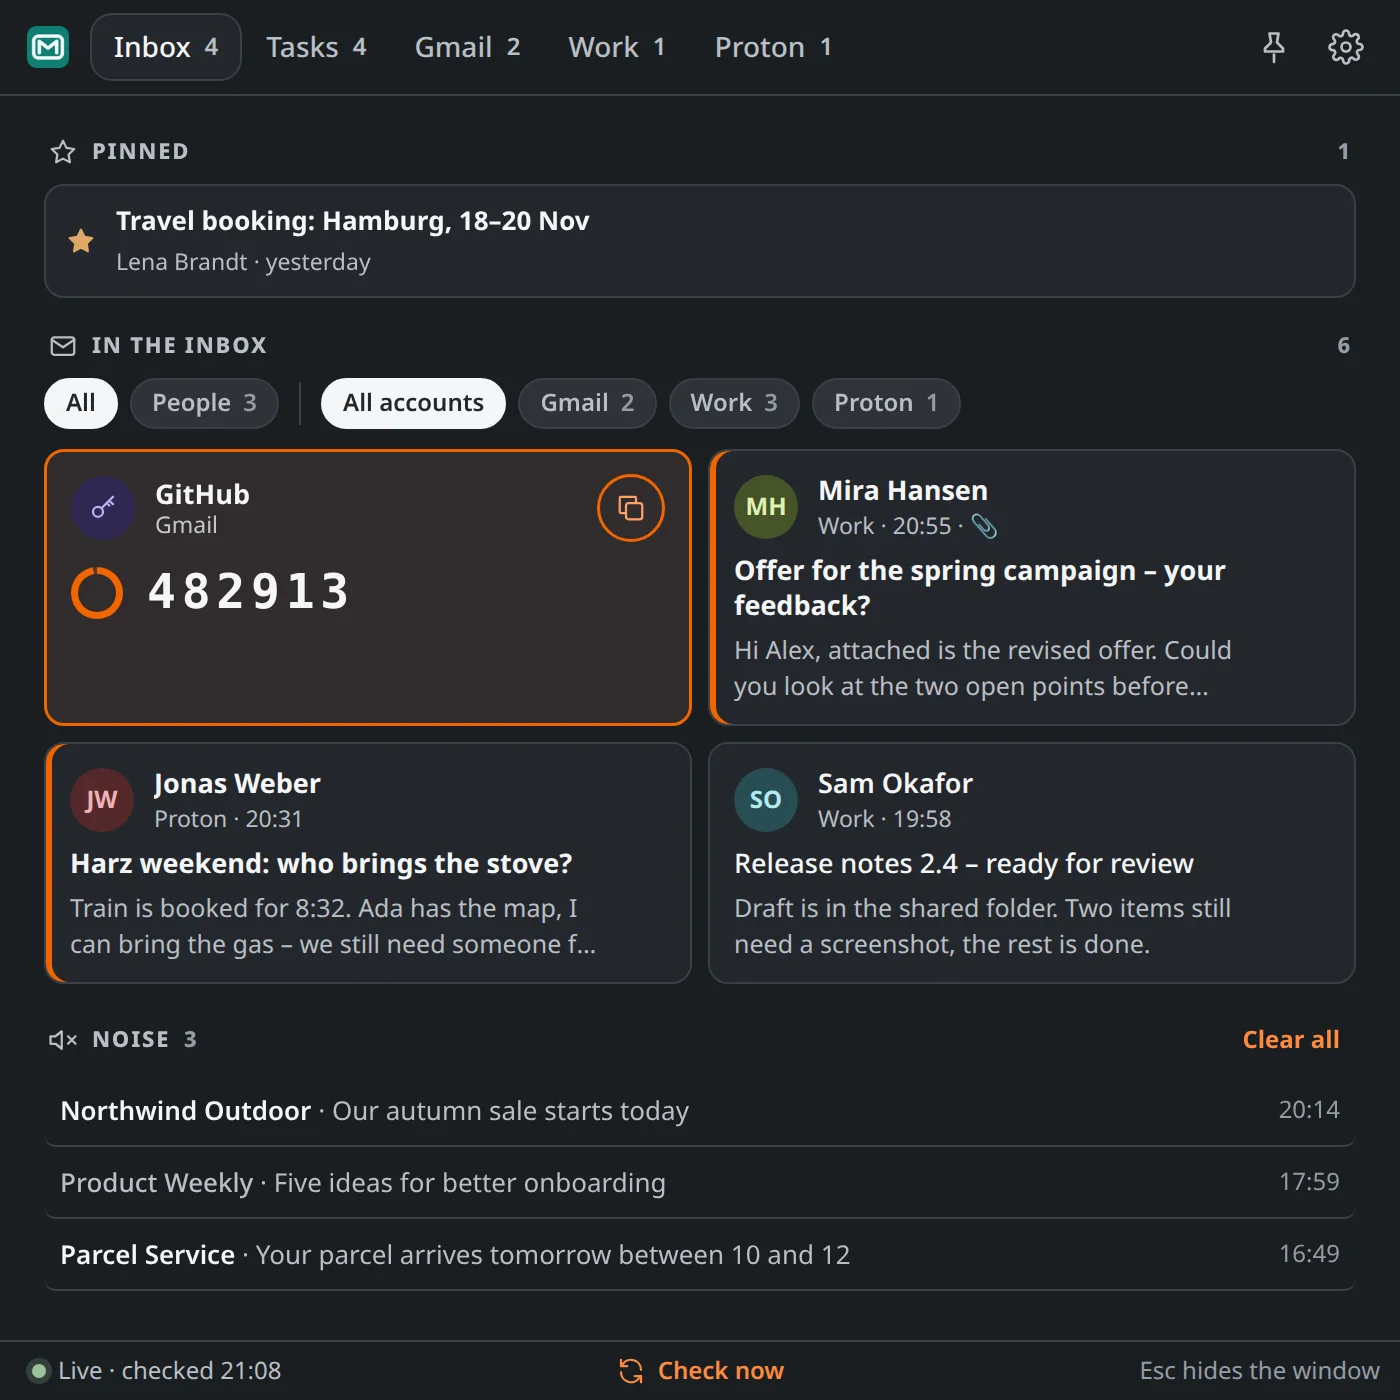 Inbox 4 Tasks 4 Gmail 2 Work 1 Proton 1
PINNED 1
Travel booking: Hamburg, 18–20 Nov
Lena Brandt · yesterday
IN THE INBOX 6
All People 3 All accounts Gmail 2 Work 3 Proton 1
GitHub
Gmail
482913
MH
Mira Hansen
Work · 20:55 · 📎
Offer for the spring campaign – your
feedback?
Hi Alex, attached is the revised offer. Could
you look at the two open points before...
JW
Jonas Weber
Proton · 20:31
Harz weekend: who brings the stove?
Train is booked for 8:32. Ada has the map, I
can bring the gas – we still need someone f...
SO
Sam Okafor
Work · 19:58
Release notes 2.4 – ready for review
Draft is in the shared folder. Two items still
need a screenshot, the rest is done.
NOISE 3 Clear all
Northwind Outdoor · Our autumn sale starts today 20:14
Product Weekly · Five ideas for better onboarding 17:59
Parcel Service · Your parcel arrives tomorrow between 10 and 12 16:49
Live · checked 21:08 Check now Esc hides the window